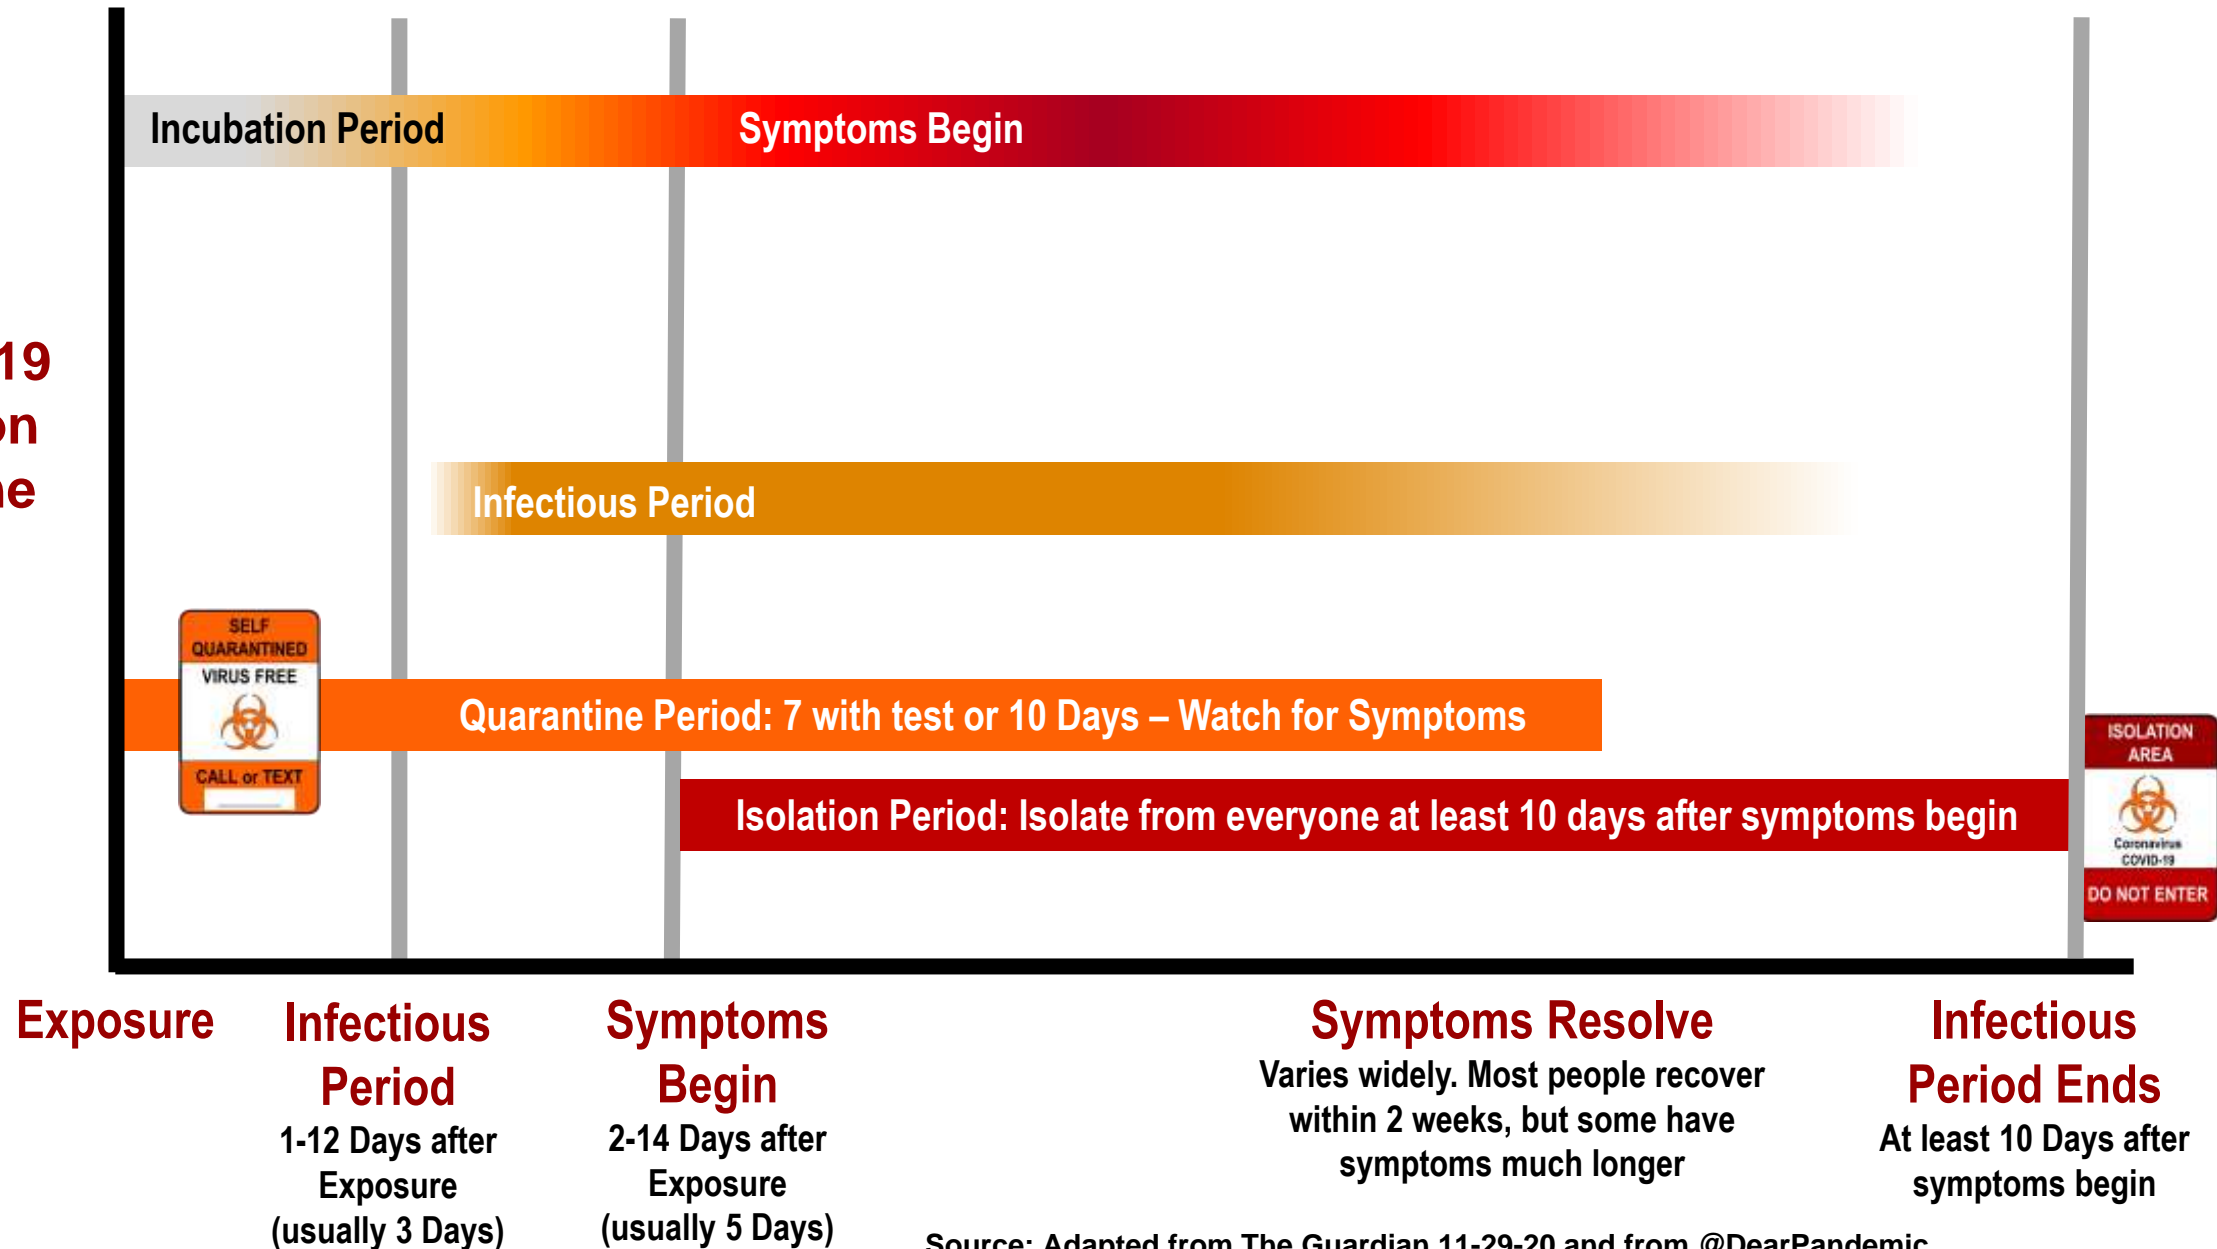 Incubation Period
Symptoms Begin
19
on
ne
Infectious Period
SELF
QUARANTINED
VIRUS FREE
CALL or TEXT
Quarantine Period: 7 with test or 10 Days – Watch for Symptoms
Isolation Period: Isolate from everyone at least 10 days after symptoms begin
ISOLATION
AREA
Coronavirus
COVID-19
DO NOT ENTER
Exposure
Infectious
Period
1-12 Days after
Exposure
(usually 3 Days)
Symptoms
Begin
2-14 Days after
Exposure
(usually 5 Days)
Symptoms Resolve
Varies widely. Most people recover
within 2 weeks, but some have
symptoms much longer
Infectious
Period Ends
At least 10 Days after
symptoms begin
Source: Adapted from The Guardian 11-29-20 and from @DearPandemic